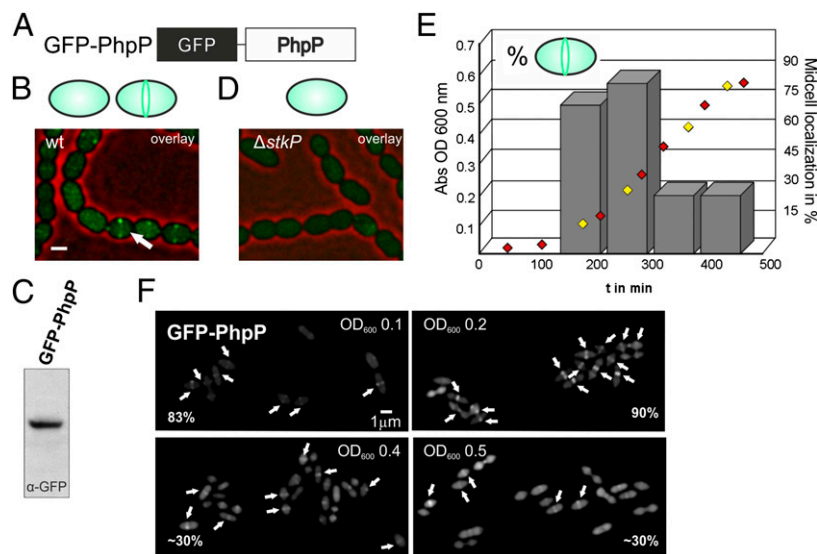 A
GFP-PhpP GFP PhpP
B
wt overlay
D
ΔstkP overlay
C
GFP-PhpP
α-GFP
E
%
Abs OD 600 nm
0.7
0.6
0.5
0.4
0.3
0.2
0.1
0 100 200 300 400 500
t in min
90
75
60
45
30
15
Midcell localization in %
F
GFP-PhpP OD600 0.1
83% 1μm
OD600 0.2
90%
OD600 0.4
~30%
OD600 0.5
~30%